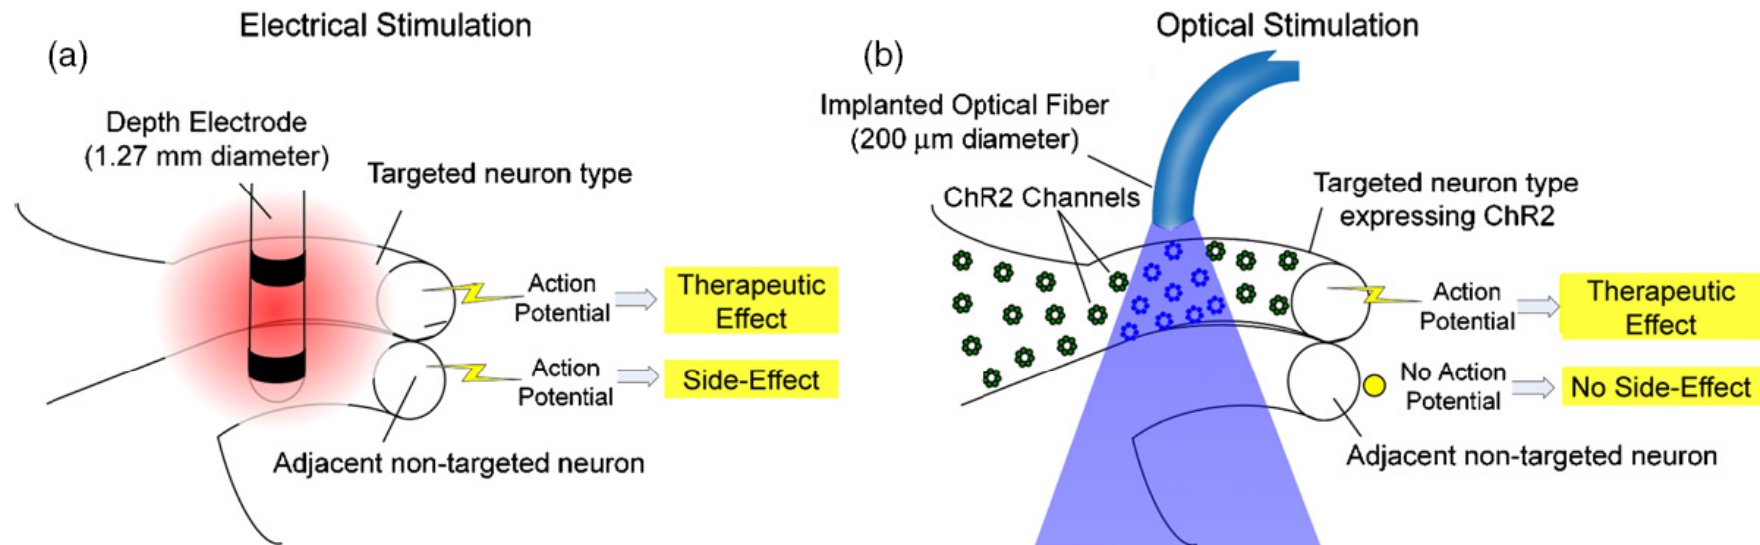 Electrical Stimulation
(a)
Depth Electrode
(1.27 mm diameter)
Targeted neuron type
Action
Potential
Therapeutic
Effect
Action
Potential
Side-Effect
Adjacent non-targeted neuron
Optical Stimulation
(b)
Implanted Optical Fiber
(200 μm diameter)
ChR2 Channels
Targeted neuron type
expressing ChR2
Action
Potential
Therapeutic
Effect
No Action
Potential
No Side-Effect
Adjacent non-targeted neuron